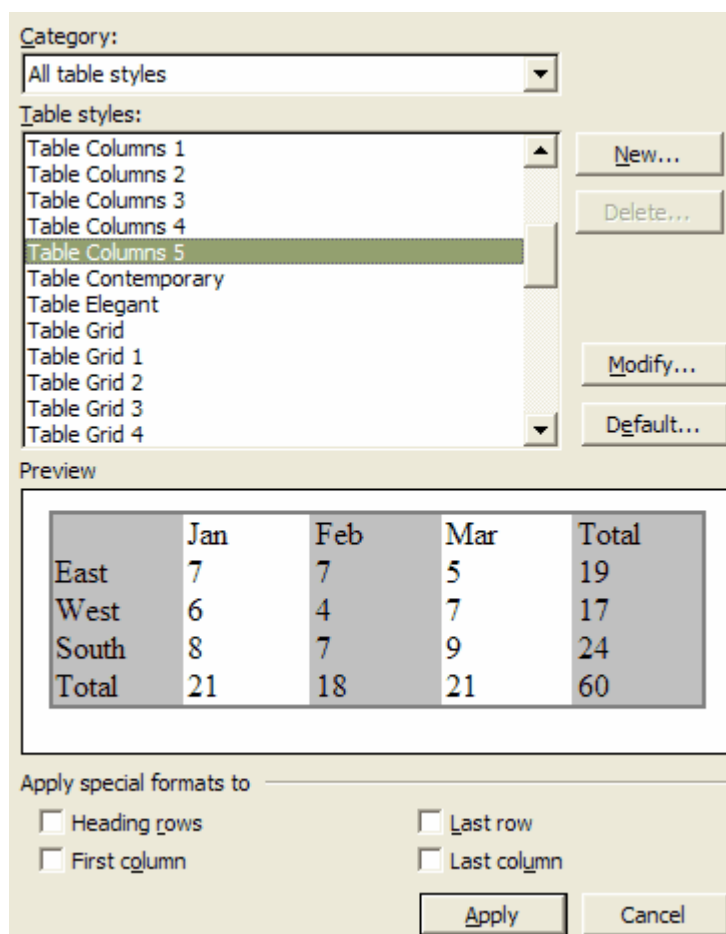 Category:
All table styles
Table styles:
Table Columns 1
Table Columns 2
Table Columns 3
Table Columns 4
Table Columns 5
Table Contemporary
Table Elegant
Table Grid
Table Grid 1
Table Grid 2
Table Grid 3
Table Grid 4
New...
Delete...
Modify...
Default...
Preview
Jan Feb Mar Total
East 7 7 5 19
West 6 4 7 17
South 8 7 9 24
Total 21 18 21 60
Apply special formats to
Heading rows Last row
First column Last column
Apply Cancel